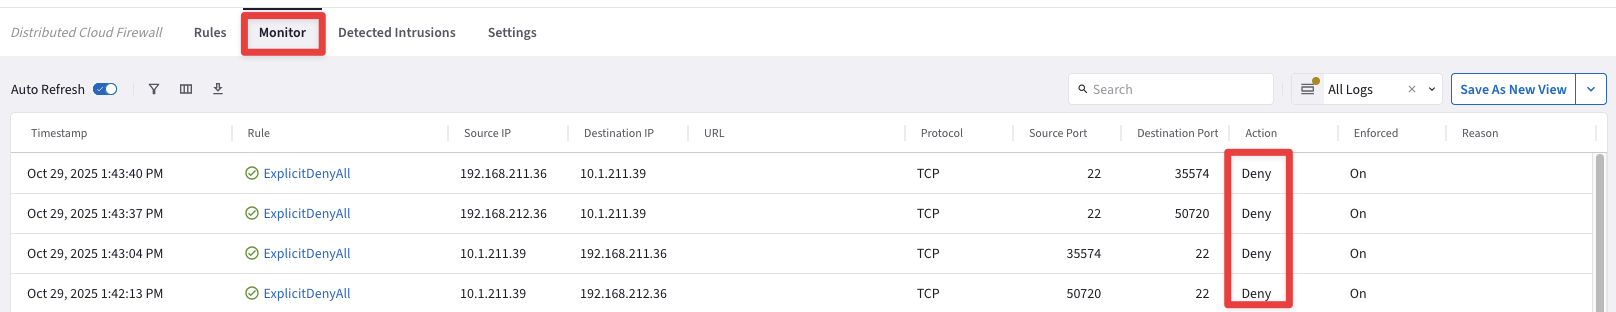 Distributed Cloud Firewall Rules Monitor Detected Intrusions Settings
Auto Refresh Search All Logs Save As New View
Timestamp Rule Source IP Destination IP URL Protocol Source Port Destination Port Action Enforced Reason
Oct 29, 2025 1:43:40 PM ExplicitDenyAll 192.168.211.36 10.1.211.39 TCP 22 35574 Deny On
Oct 29, 2025 1:43:37 PM ExplicitDenyAll 192.168.212.36 10.1.211.39 TCP 22 50720 Deny On
Oct 29, 2025 1:43:04 PM ExplicitDenyAll 10.1.211.39 192.168.211.36 TCP 35574 22 Deny On
Oct 29, 2025 1:42:13 PM ExplicitDenyAll 10.1.211.39 192.168.212.36 TCP 50720 22 Deny On